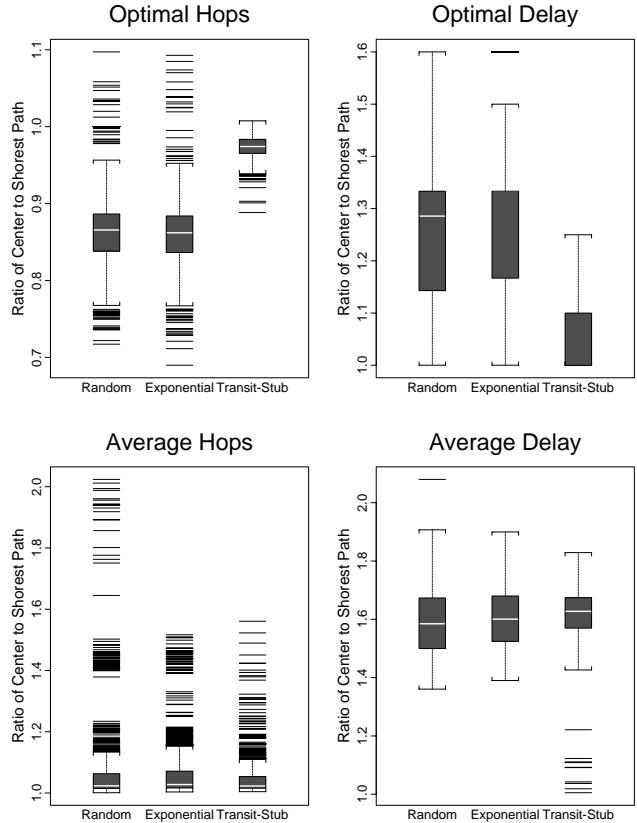 Optimal Hops
Ratio of Center to Shorest Path
1.1
1.0
0.9
0.8
0.7
Random Exponential Transit-Stub
Optimal Delay
Ratio of Center to Shorest Path
1.6
1.5
1.4
1.3
1.2
1.1
1.0
Random Exponential Transit-Stub
Average Hops
Ratio of Center to Shorest Path
2.0
1.8
1.6
1.4
1.2
1.0
Random Exponential Transit-Stub
Average Delay
Ratio of Center to Shorest Path
2.0
1.8
1.6
1.4
1.2
1.0
Random Exponential Transit-Stub